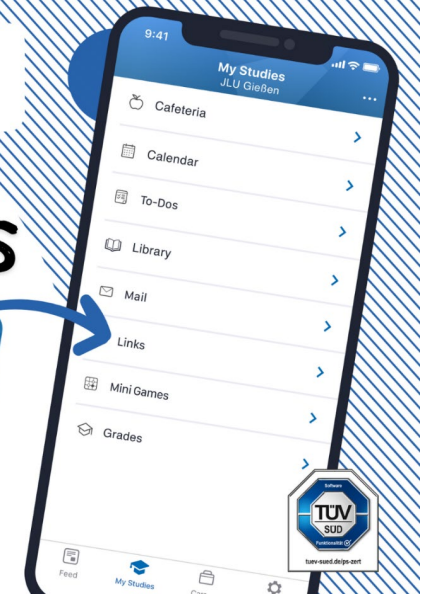 S
9:41
My Studies
JLU Gießen
Cafeteria
Calendar
To-Dos
Library
Mail
Links
Mini Games
Grades
Software
TÜV
SÜD
Funktionalität
tuev-sued.de/ps-zert
Feed
My Studies